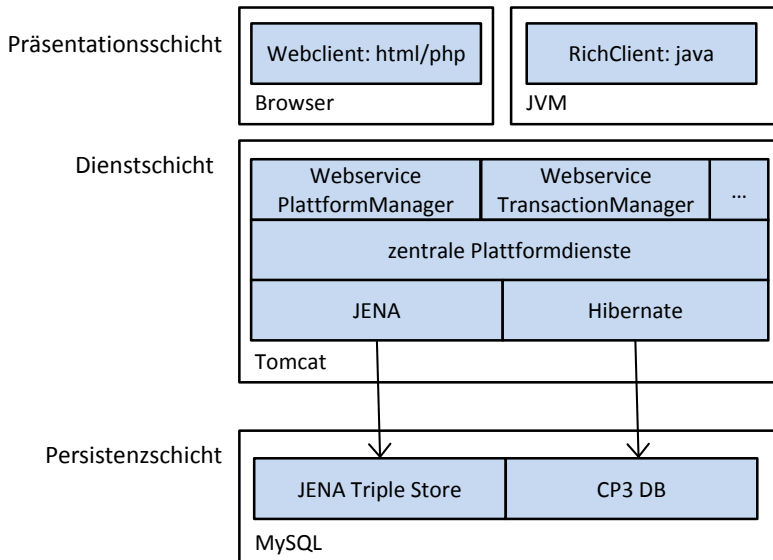 Präsentationsschicht
Webclient: html/php
Browser
RichClient: java
JVM
Dienstschicht
Webservice
PlattformManager
Webservice
TransactionManager
...
zentrale Plattformdienste
JENA
Hibernate
Tomcat
Persistenzschicht
JENA Triple Store
CP3 DB
MySQL